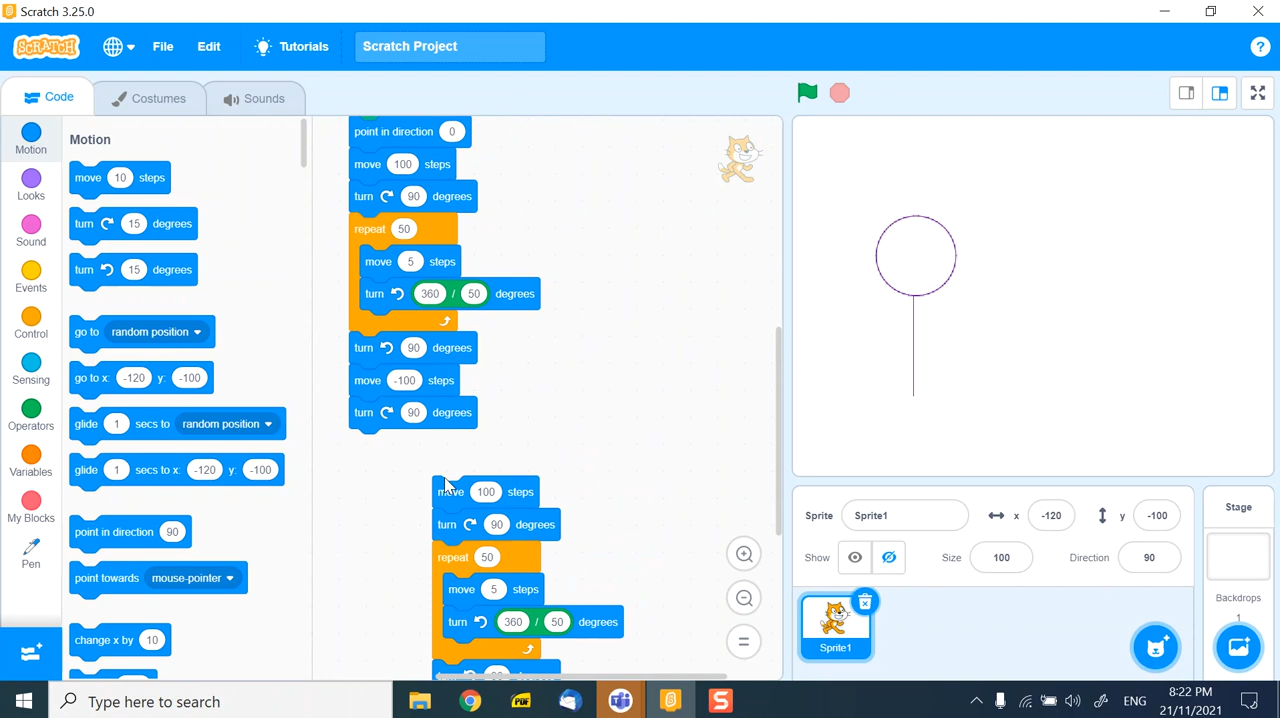 Scratch 3.25.0
SCRATCH
File
Edit
Tutorials
Scratch Project
?
Code
Costumes
Sounds
Motion
Looks
Sound
Events
Control
Sensing
Operators
Variables
My Blocks
Pen
Motion
move 10 steps
turn 15 degrees
turn 15 degrees
go to random position
go to x: -120 y: -100
glide 1 secs to random position
glide 1 secs to x: -120 y: -100
point in direction 90
point towards mouse-pointer
change x by 10
point in direction 0
move 100 steps
turn 90 degrees
repeat 50
move 5 steps
turn 360 / 50 degrees
turn 90 degrees
move -100 steps
turn 90 degrees
move 100 steps
turn 90 degrees
repeat 50
move 5 steps
turn 360 / 50 degrees
Sprite Sprite1 x -120 y -100
Show Size 100 Direction 90
Sprite1
Stage
Backdrops
1
Type here to search
PDF
S
ENG
8:22 PM
21/11/2021